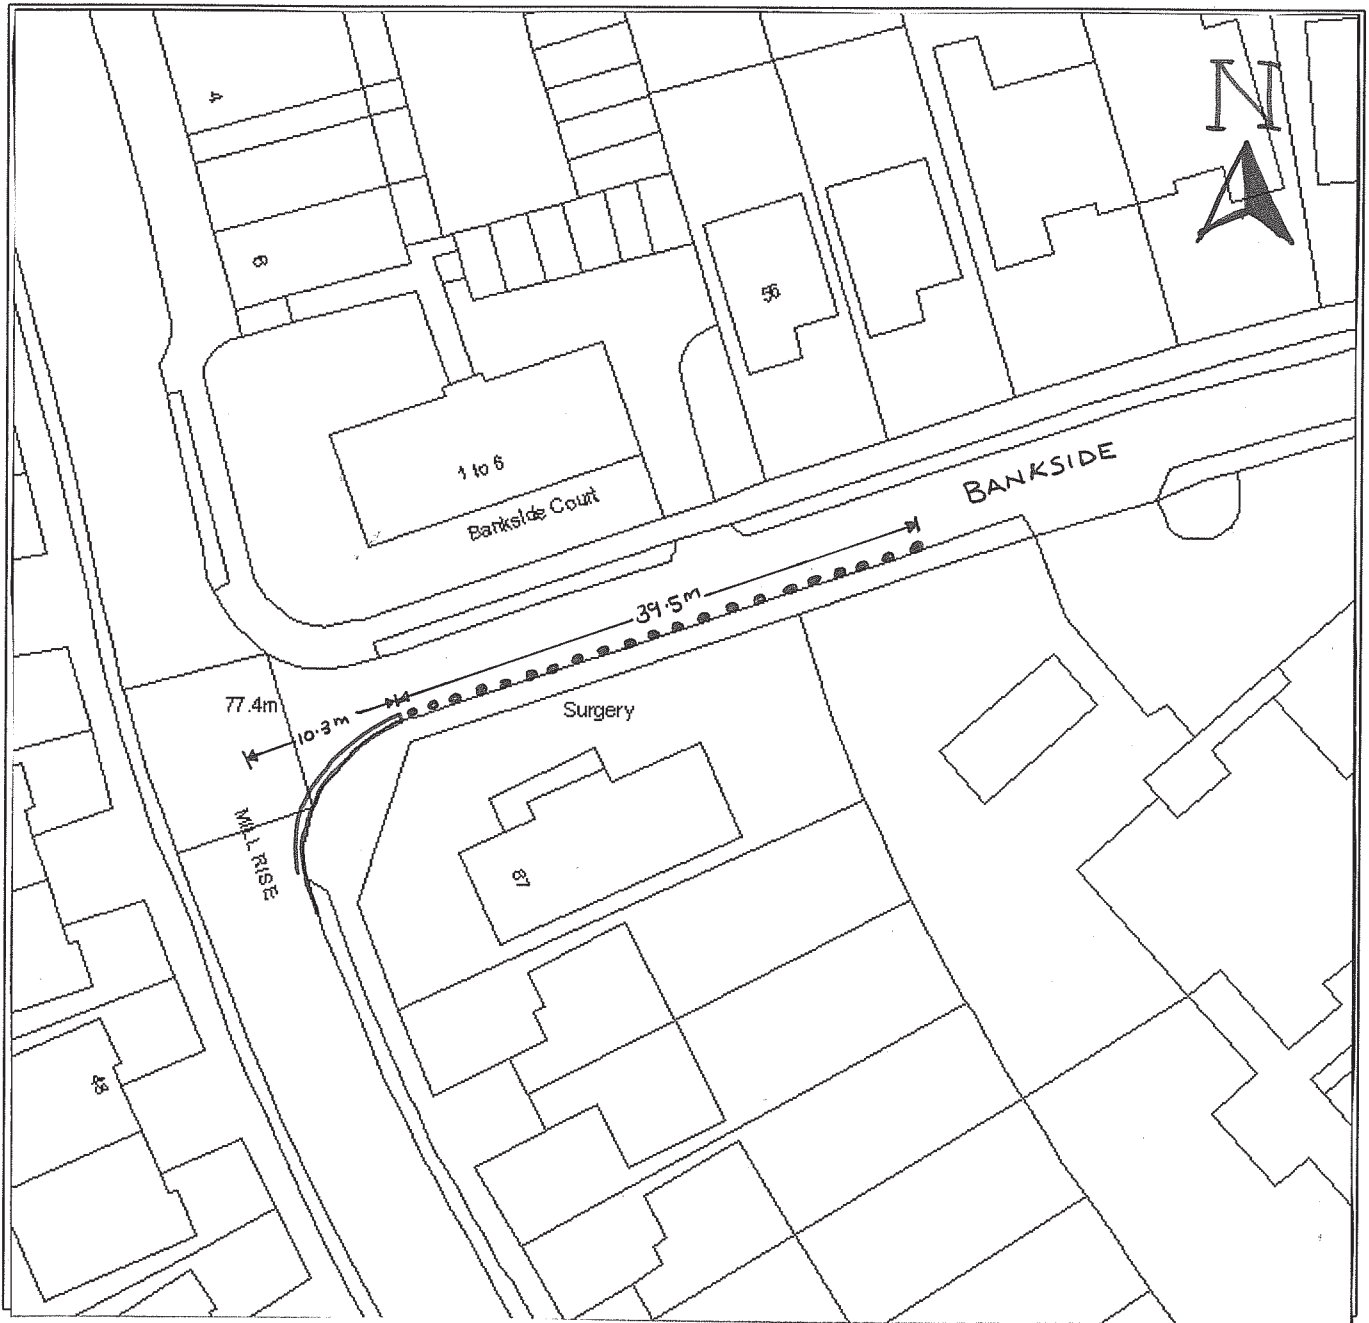 N
4
6
56
1 to 6
Bankside Court
BANKSIDE
39.5m
77.4m
10.3m
Surgery
MILL RISE
87
48